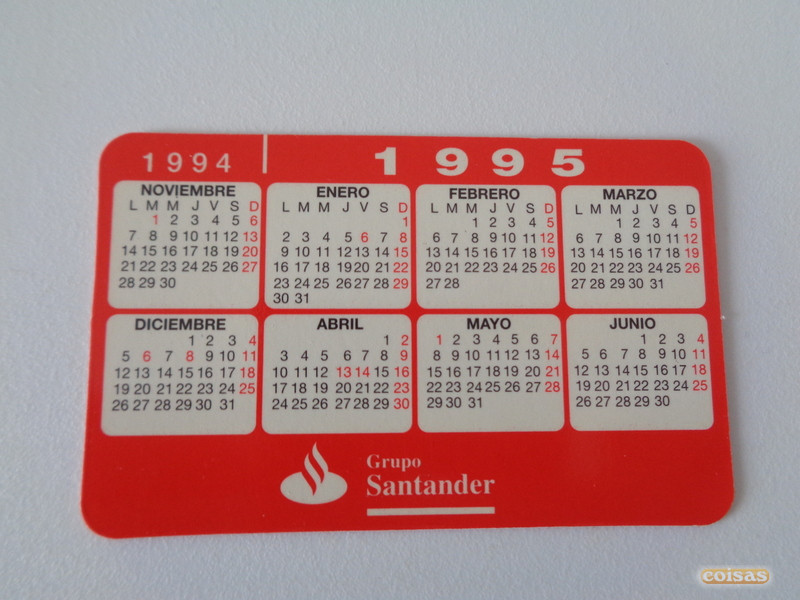 1994
1995
NOVIEMBRE
L M M J V S D
1 2 3 4 5 6
7 8 9 10 11 12 13
14 15 16 17 18 19 20
21 22 23 24 25 26 27
28 29 30
ENERO
L M M J V S D
1
2 3 4 5 6 7 8
9 10 11 12 13 14 15
16 17 18 19 20 21 22
23 24 25 26 27 28 29
30 31
FEBRERO
L M M J V S D
1 2 3 4 5
6 7 8 9 10 11 12
13 14 15 16 17 18 19
20 21 22 23 24 25 26
27 28
MARZO
L M M J V S D
1 2 3 4 5
6 7 8 9 10 11 12
13 14 15 16 17 18 19
20 21 22 23 24 25 26
27 28 29 30 31
DICIEMBRE
1 2 3 4
5 6 7 8 9 10 11
12 13 14 15 16 17 18
19 20 21 22 23 24 25
26 27 28 29 30 31
ABRIL
1 2
3 4 5 6 7 8 9
10 11 12 13 14 15 16
17 18 19 20 21 22 23
24 25 26 27 28 29 30
MAYO
1 2 3 4 5 6 7
8 9 10 11 12 13 14
15 16 17 18 19 20 21
22 23 24 25 26 27 28
29 30 31
JUNIO
1 2 3 4
5 6 7 8 9 10 11
12 13 14 15 16 17 18
19 20 21 22 23 24 25
26 27 28 29 30
Grupo
Santander
coisas